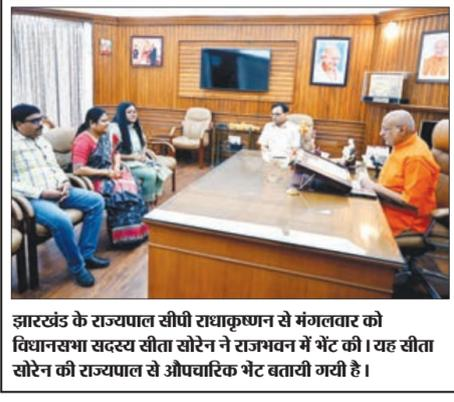 झारखंड के राज्यपाल सीपी राधाकृष्णन से मंगलवार को
विधानसभा सदस्य सीता सोरेन ने राजभवन में भेंट की। यह सीता
सोरेन की राज्यपाल से औपचारिक भेंट बतायी गयी है।